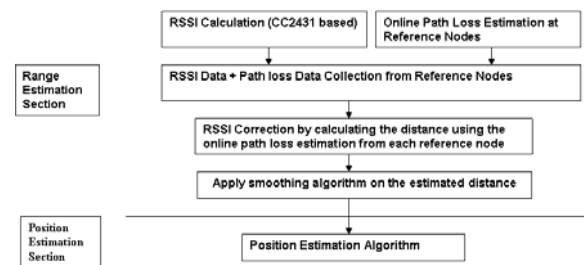 RSSI Calculation (CC2431 based)
Online Path Loss Estimation at
Reference Nodes
Range
Estimation
Section
RSSI Data + Path loss Data Collection from Reference Nodes
RSSI Correction by calculating the distance using the
online path loss estimation from each reference node
Apply smoothing algorithm on the estimated distance
Position
Estimation
Section
Position Estimation Algorithm